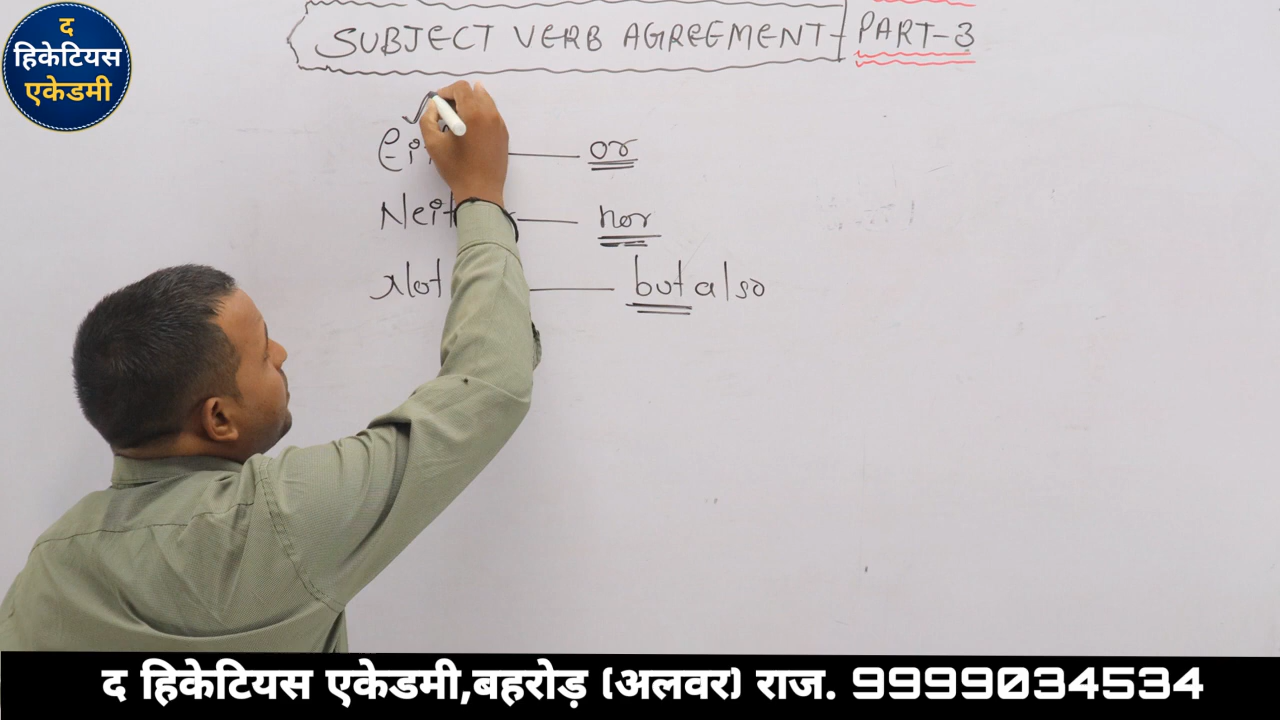 द
हिकेटियस
एकेडमी
SUBJECT VERB AGREEMENT- PART-3
or
nor
Not but also
द हिकेटियस एकेडमी,बहरोड़ (अलवर) राज. 9999034534